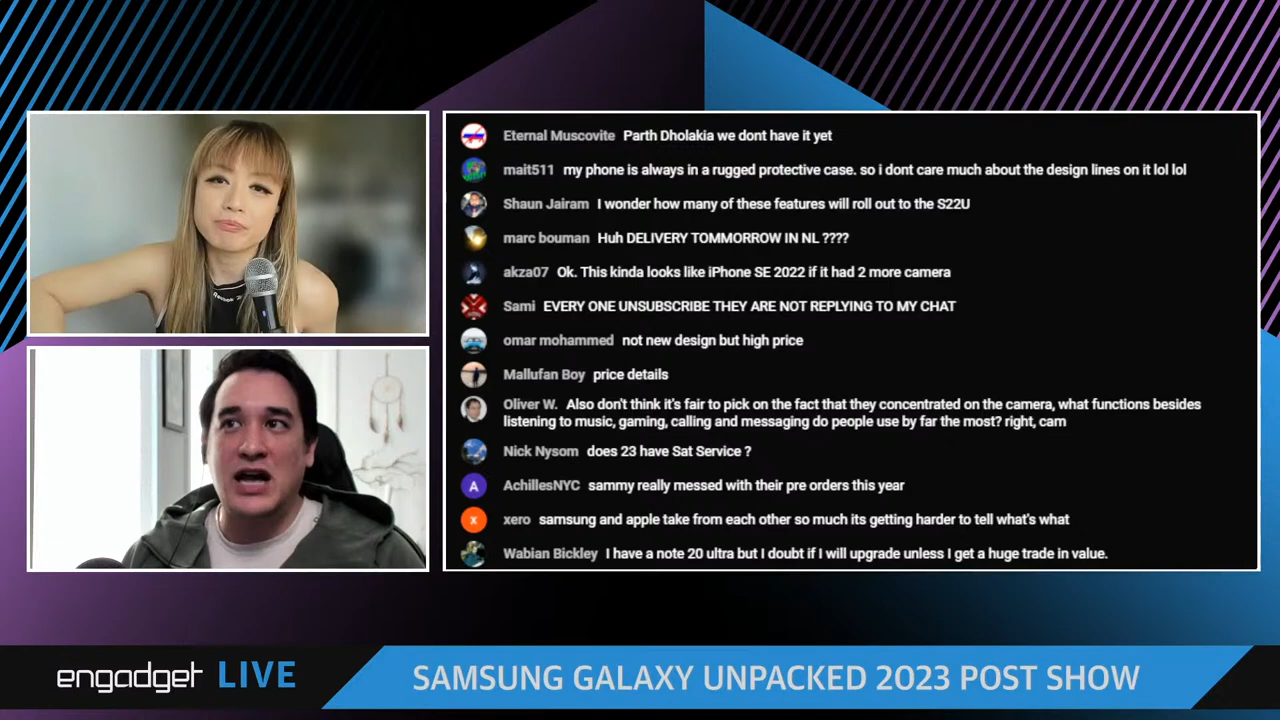 Eternal Muscovite Parth Dholakia we dont have it yet
mait511 my phone is always in a rugged protective case. so i dont care much about the design lines on it lol lol
Shaun Jairam I wonder how many of these features will roll out to the S22U
marc bouman Huh DELIVERY TOMMORROW IN NL ????
akza07 Ok. This kinda looks like iPhone SE 2022 if it had 2 more camera
Sami EVERY ONE UNSUBSCRIBE THEY ARE NOT REPLYING TO MY CHAT
omar mohammed not new design but high price
Mallufan Boy price details
Oliver W. Also don't think it's fair to pick on the fact that they concentrated on the camera, what functions besides
listening to music, gaming, calling and messaging do people use by far the most? right, cam
Nick Nysom does 23 have Sat Service ?
A AchillesNYC sammy really messed with their pre orders this year
x xero samsung and apple take from each other so much its getting harder to tell what's what
Wabian Bickley I have a note 20 ultra but I doubt if I will upgrade unless I get a huge trade in value.
Reebok
engadget LIVE
SAMSUNG GALAXY UNPACKED 2023 POST SHOW